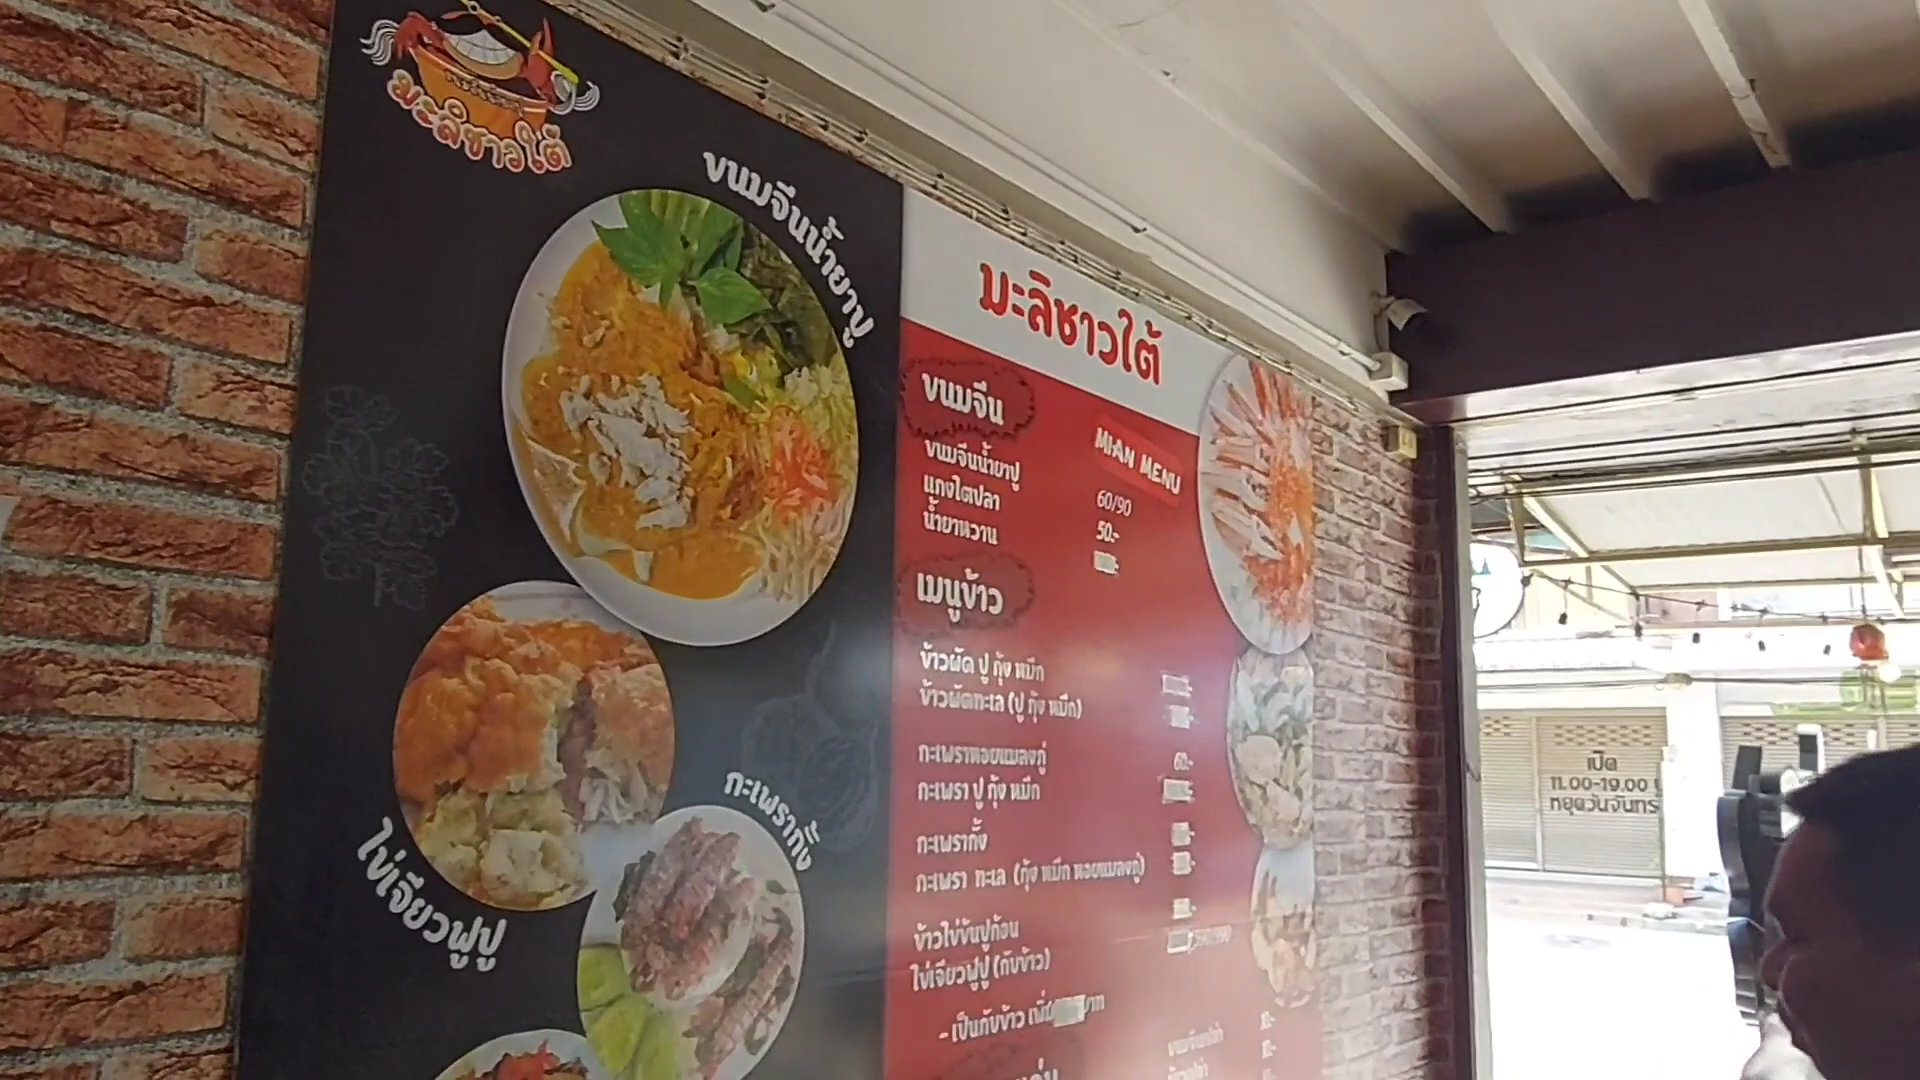 มะลิชาวใต้
ขนมจีนน้ำยาปู
ไข่เจียวฟูปู
กะเพรากั้ง
มะลิชาวใต้
ขนมจีน
MIAN MENU
ขนมจีนน้ำยาปู 60/90
แกงไตปลา 50.-
น้ำยาหวาน
เมนูข้าว
ข้าวผัด ปู กุ้ง หมึก
ข้าวผัดทะเล (ปู กุ้ง หมึก)
กะเพราหอยแมลงภู่ 60.-
กะเพรา ปู กุ้ง หมึก
กะเพรากั้ง
กะเพรา ทะเล (กุ้ง หมึก หอยแมลงภู่)
ข้าวไข่ข้นปูก้อน
ไข่เจียวฟูปู (กับข้าว)
- เป็นกับข้าว
เปิด
11.00-19.00
หยุดวันจันทร์